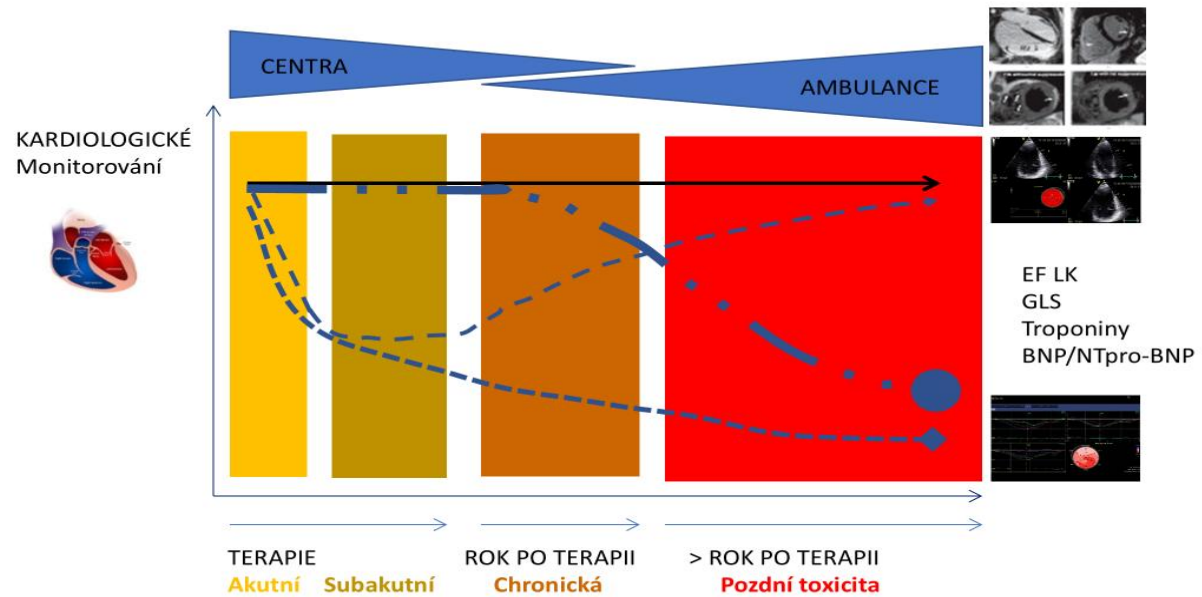 CENTRA
AMBULANCE
KARDIOLOGICKÉ
Monitorování
EF LK
GLS
Troponiny
BNP/NTpro-BNP
TERAPIE
ROK PO TERAPII
> ROK PO TERAPII
Akutní
Subakutní
Chronická
Pozdní toxicita